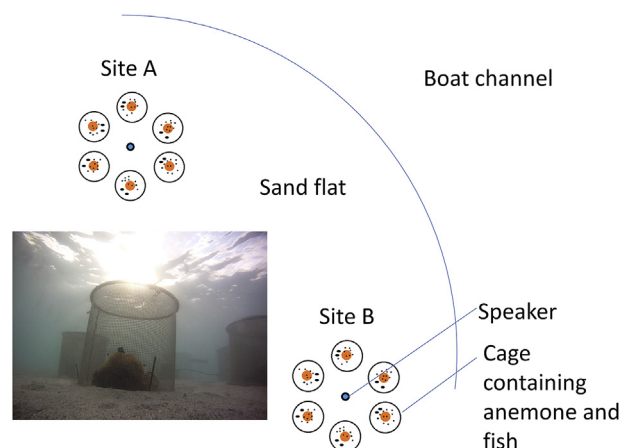 Site A
Boat channel
Sand flat
Site B
Speaker
Cage
containing
anemone and
fish